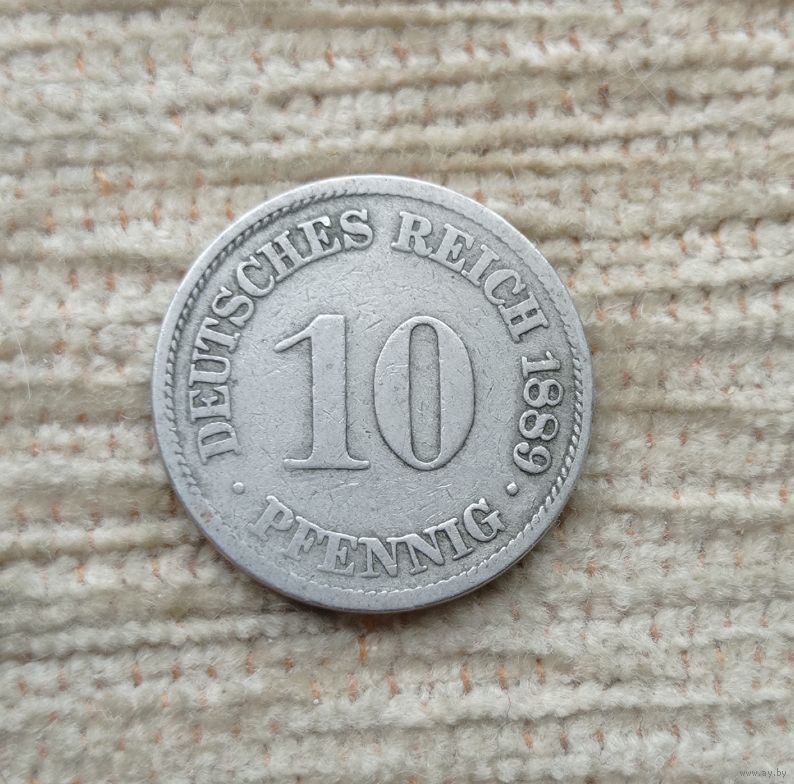 DEUTSCHES REICH 1889
10
PFENNIG
www.ay.by